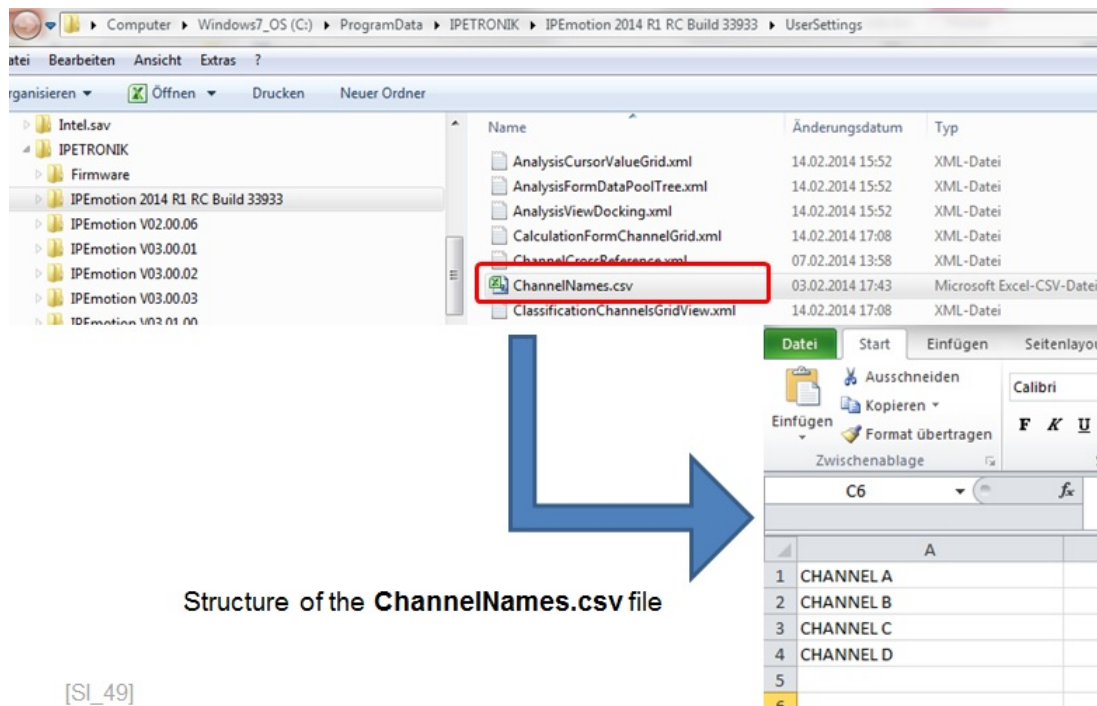 Computer Windows7_OS (C:) ProgramData IPETRONIK IPEmotion 2014 R1 RC Build 33933 UserSettings
atei Bearbeiten Ansicht Extras ?
rganisieren Öffnen Drucken Neuer Ordner
Intel.sav
IPETRONIK
Firmware
IPEmotion 2014 R1 RC Build 33933
IPEmotion V02.00.06
IPEmotion V03.00.01
IPEmotion V03.00.02
IPEmotion V03.00.03
IPEmotion V03.01.00
Name Änderungsdatum Typ
AnalysisCursorValueGrid.xml 14.02.2014 15:52 XML-Datei
AnalysisFormDataPoolTree.xml 14.02.2014 15:52 XML-Datei
AnalysisViewDocking.xml 14.02.2014 15:52 XML-Datei
CalculationFormChannelGrid.xml 14.02.2014 17:08 XML-Datei
ChannelCrossReference.xml 07.02.2014 13:58 XML-Datei
ChannelNames.csv 03.02.2014 17:43 Microsoft Excel-CSV-Datei
ClassificationChannelsGridView.xml 14.02.2014 17:08 XML-Datei
Datei Start Einfügen Seitenlayou
Ausschneiden
Kopieren
Einfügen
Format übertragen
Zwischenablage
Calibri
F K U
C6 fx
A
1 CHANNEL A
2 CHANNEL B
3 CHANNEL C
4 CHANNEL D
5
6
Structure of the ChannelNames.csv file
[SI_49]